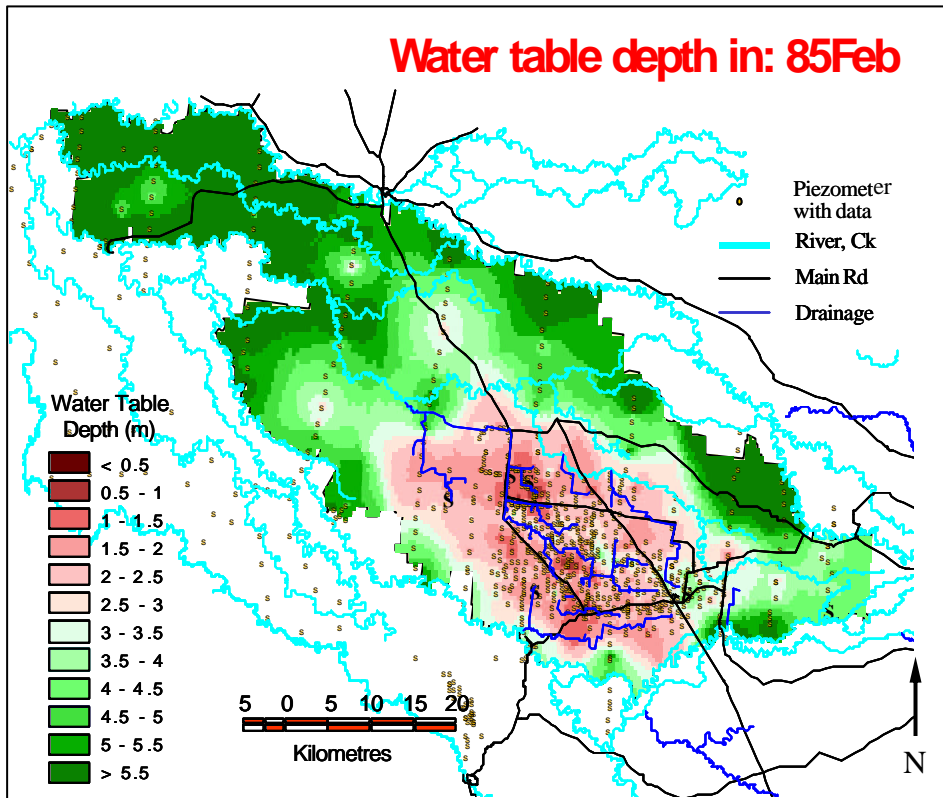 Water table depth in: 85Feb
Piezometer
with data
River, Ck
Main Rd
Drainage
Water Table
Depth (m)
< 0.5
0.5 - 1
1 - 1.5
1.5 - 2
2 - 2.5
2.5 - 3
3 - 3.5
3.5 - 4
4 - 4.5
4.5 - 5
5 - 5.5
> 5.5
5 0 5 10 15 20
Kilometres
N